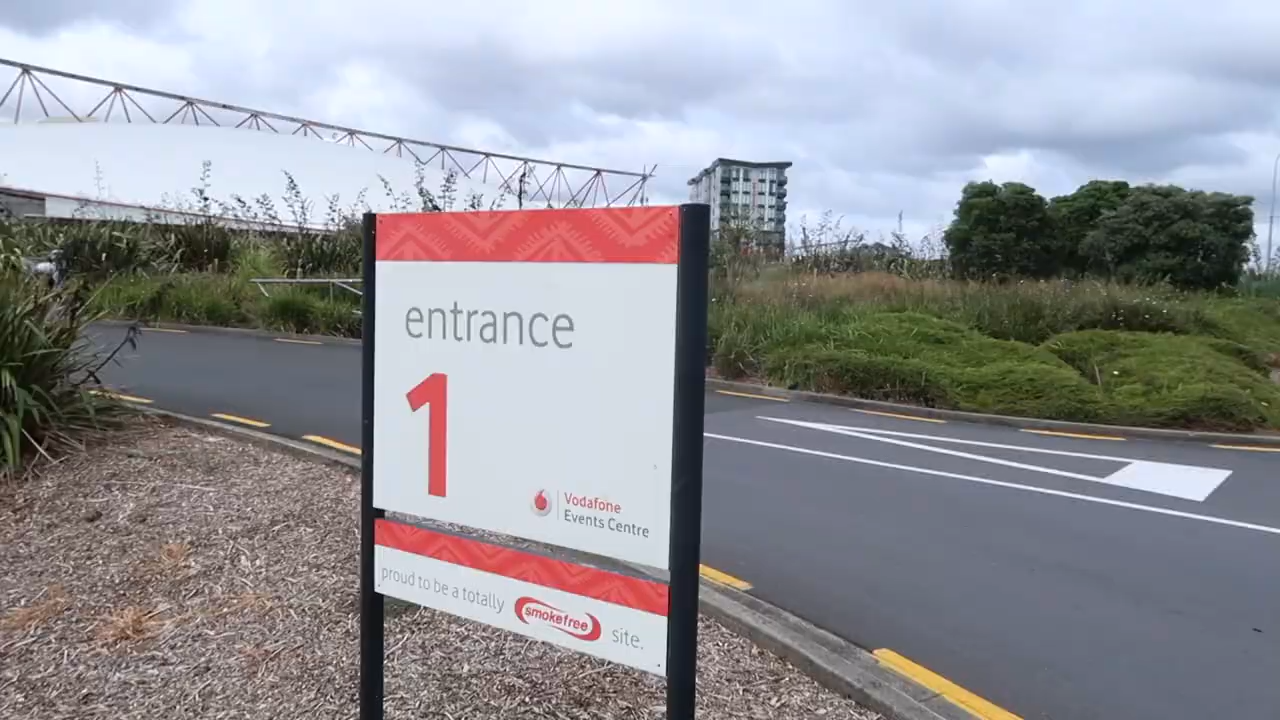 entrance
1
Vodafone
Events Centre
proud to be a totally smokefree site.